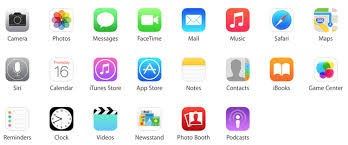 Camera Photos Messages FaceTime Mail Music Safari Maps
Thursday
16
Siri Calendar iTunes Store App Store Notes Contacts iBooks Game Center
Reminders Clock Videos Newsstand Photo Booth Podcasts